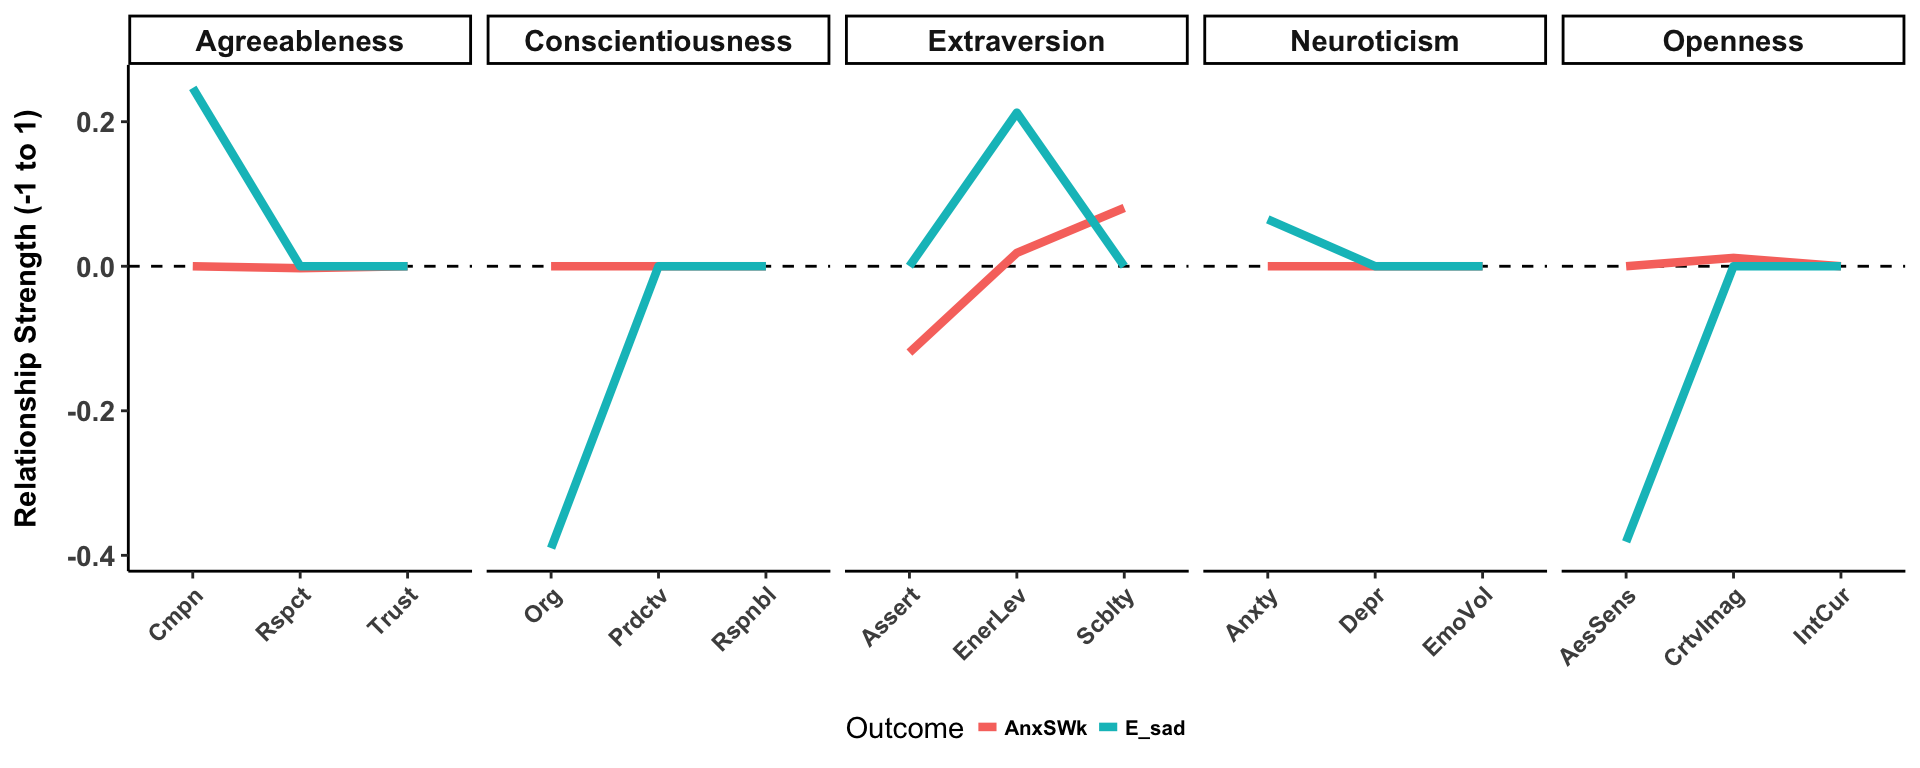 Agreeableness Conscientiousness Extraversion Neuroticism Openness
Relationship Strength (-1 to 1)
0.2
0.0
-0.2
-0.4
Cmpn Rspct Trust Org Prdctv Rspnbl Assert EnerLev Scblty Anxty Depr EmoVol AesSens CrtvImag IntCur
Outcome AnxSWk E_sad